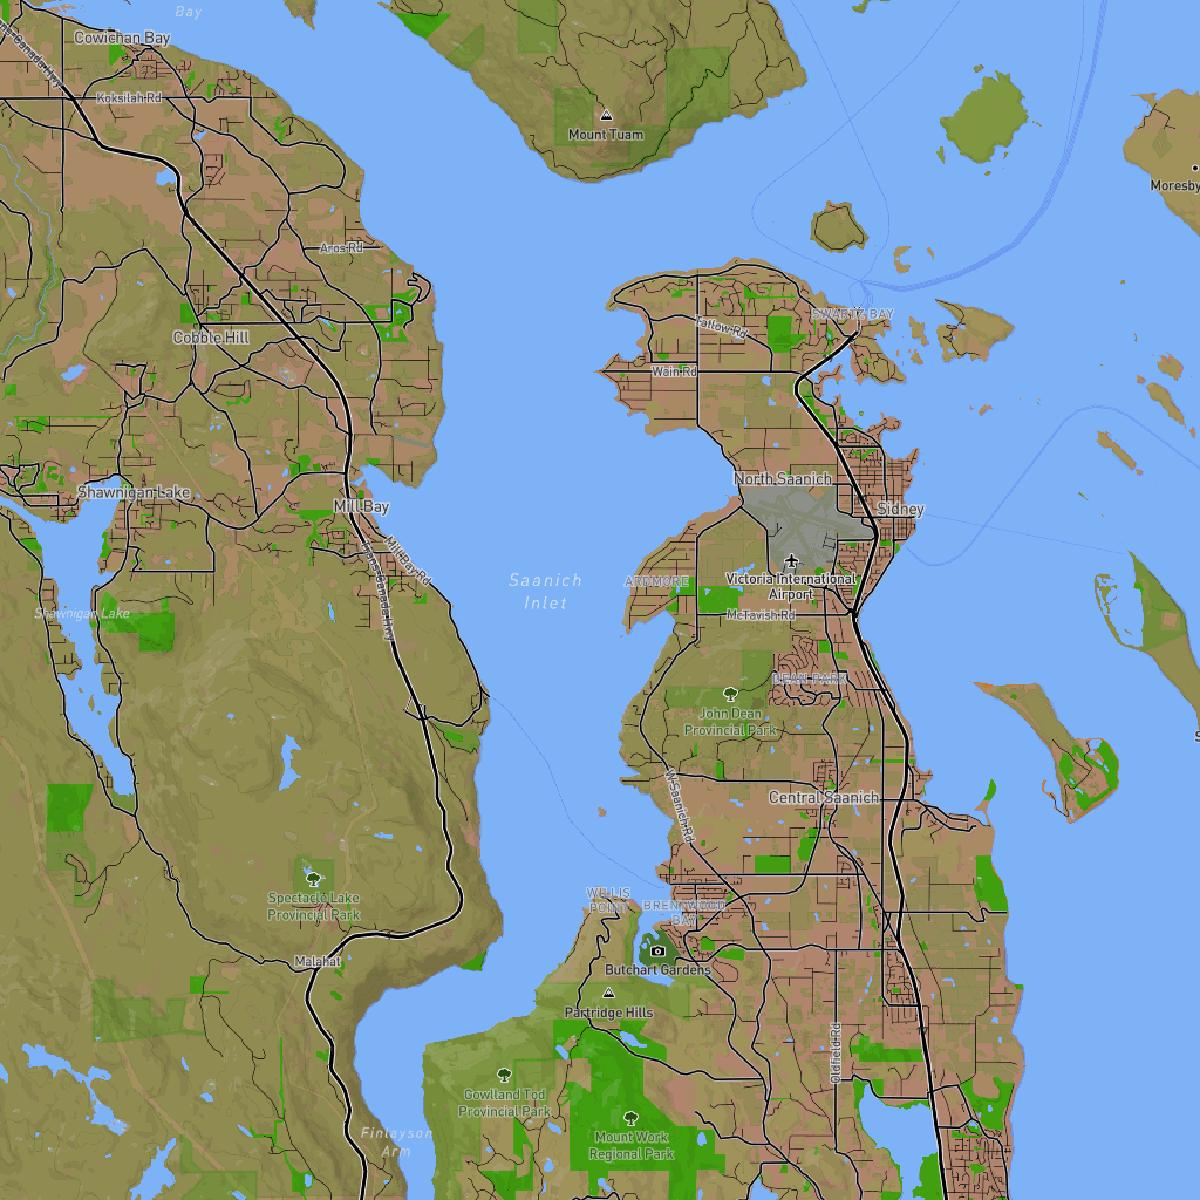 Bay
Cowichan Bay
Koksilah Rd
Mount Tuam
Moresby
Aros Rd
SWARTZ BAY
Tatlow Rd
Cobble Hill
Wain Rd
North Saanich
Shawnigan Lake
Mill Bay
Sidney
Mill Bay Rd
Trans-Canada Hwy
Saanich
Inlet
ARDMORE
Victoria International
Airport
McTavish Rd
Shawnigan Lake
DEAN PARK
John Dean
Provincial Park
W Saanich Rd
Central Saanich
Spectacle Lake
Provincial Park
WILLIS
POINT
BRENTWOOD
BAY
Malahat
Butchart Gardens
Partridge Hills
Oldfield Rd
Gowlland Tod
Provincial Park
Mount Work
Regional Park
Finlayson
Arm